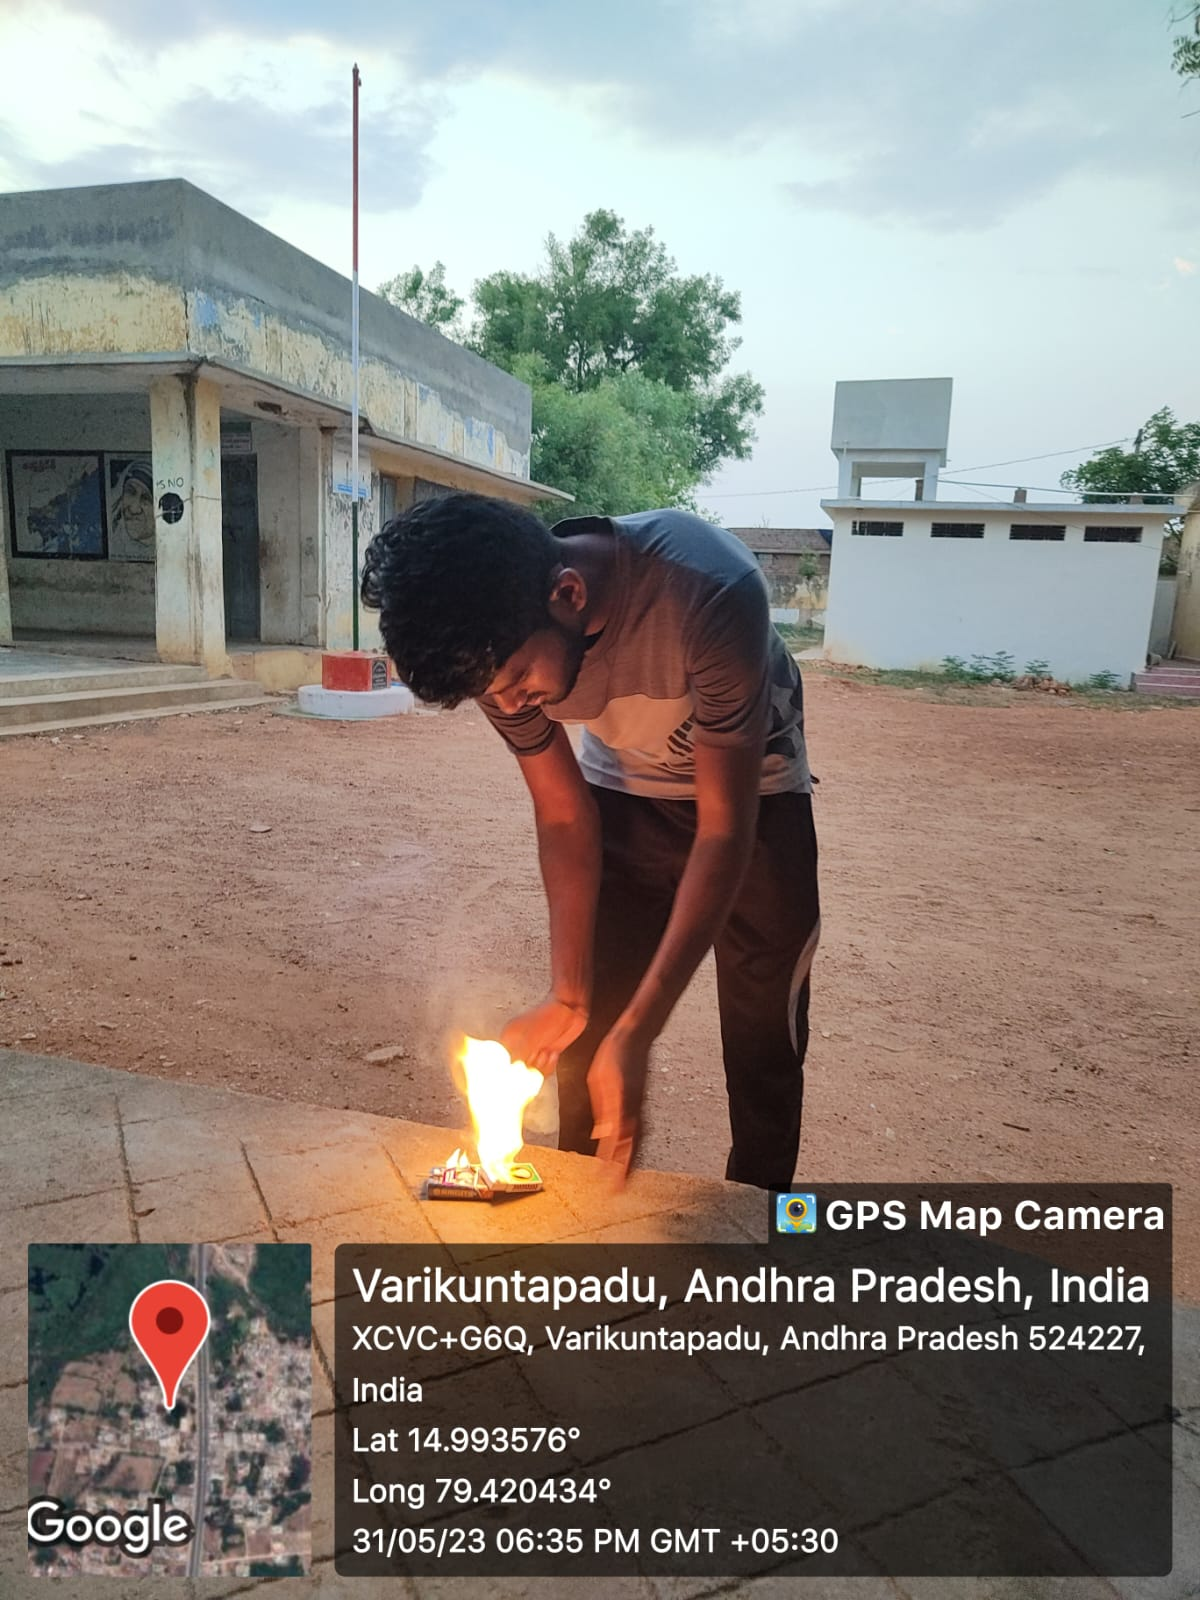 S NO
GPS Map Camera
Varikuntapadu, Andhra Pradesh, India
XCVC+G6Q, Varikuntapadu, Andhra Pradesh 524227,
India
Lat 14.993576°
Long 79.420434°
31/05/23 06:35 PM GMT +05:30
Google